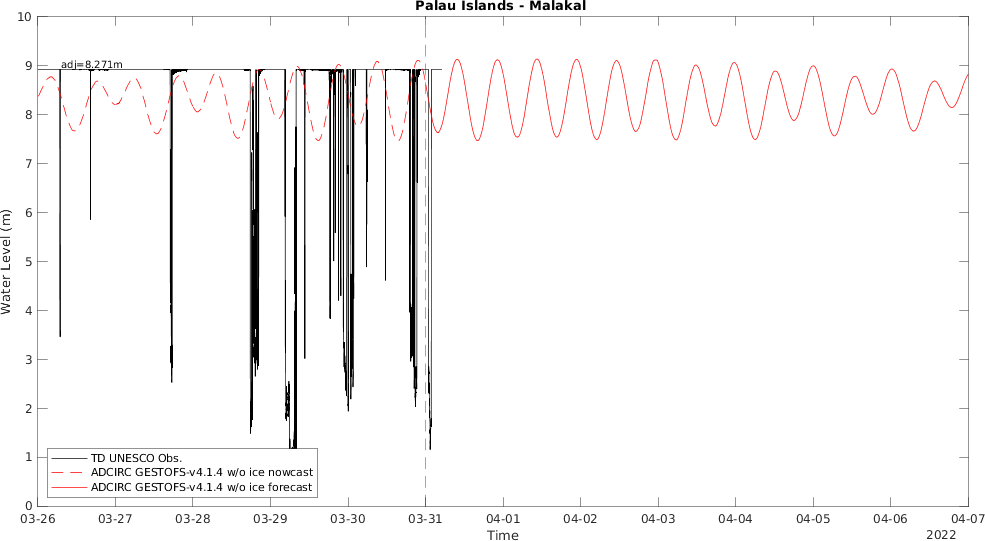 Palau Islands - Malakal
10
9
8
7
6
5
4
3
2
1
0
Water Level (m)
adj=8.271m
TD UNESCO Obs.
ADCIRC GESTOFS-v4.1.4 w/o ice nowcast
ADCIRC GESTOFS-v4.1.4 w/o ice forecast
03-26 03-27 03-28 03-29 03-30 03-31 04-01 04-02 04-03 04-04 04-05 04-06 04-07
Time
2022